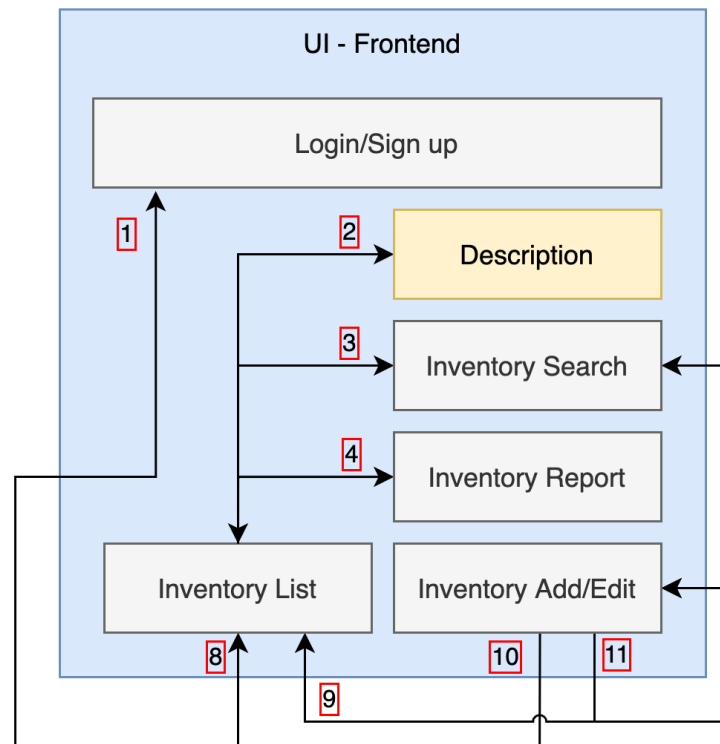 UI - Frontend
Login/Sign up
1
2
Description
3
Inventory Search
4
Inventory Report
Inventory List
Inventory Add/Edit
8
10
11
9